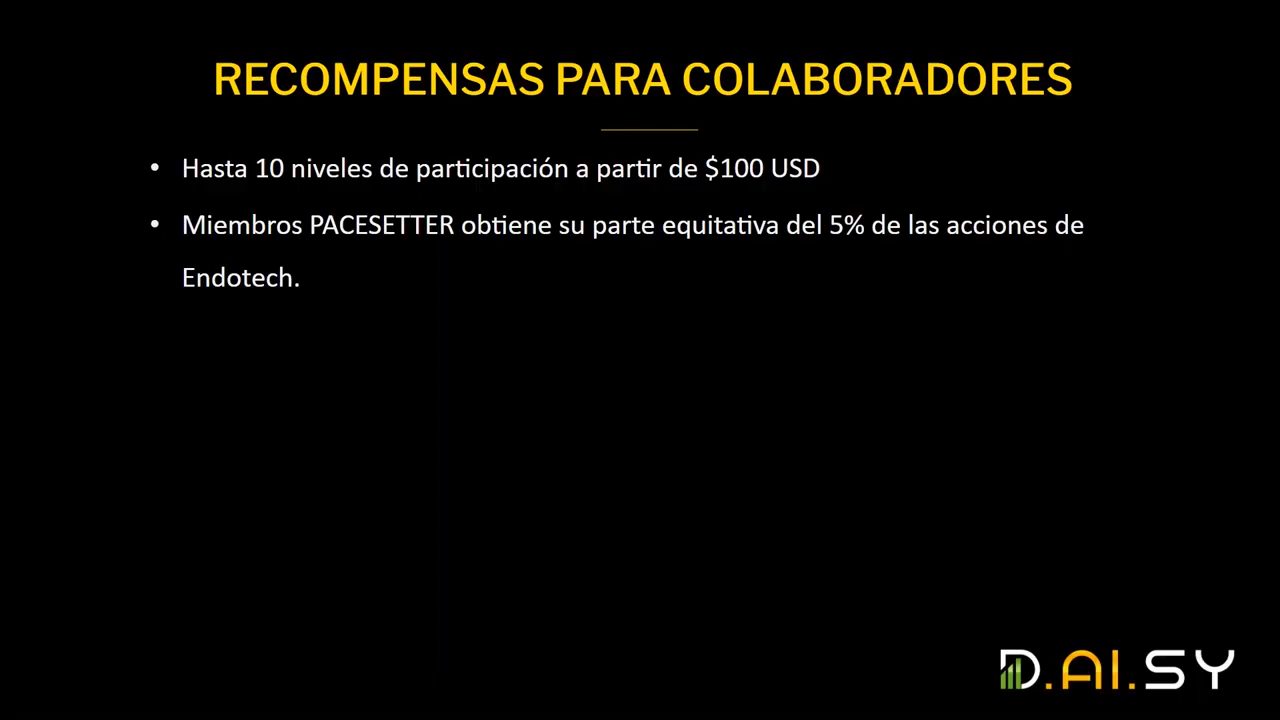 RECOMPENSAS PARA COLABORADORES
• Hasta 10 niveles de participación a partir de $100 USD
• Miembros PACESETTER obtiene su parte equitativa del 5% de las acciones de
Endotech.
D.AI.SY